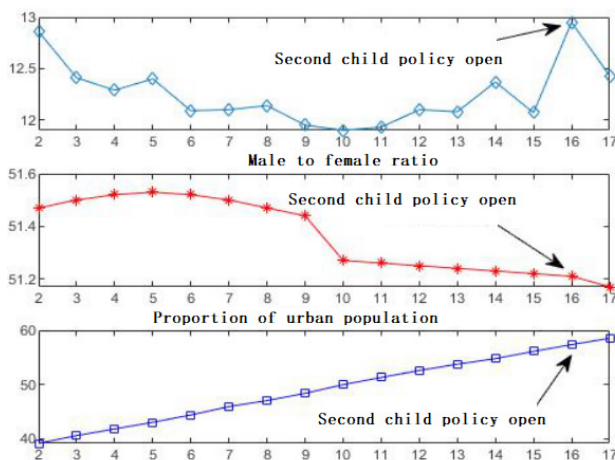 13
Second child policy open
12.5
12
2 3 4 5 6 7 8 9 10 11 12 13 14 15 16 17
Male to female ratio
51.6
Second child policy open
51.4
51.2
2 3 4 5 6 7 8 9 10 11 12 13 14 15 16 17
Proportion of urban population
60
50
Second child policy open
40
2 3 4 5 6 7 8 9 10 11 12 13 14 15 16 17